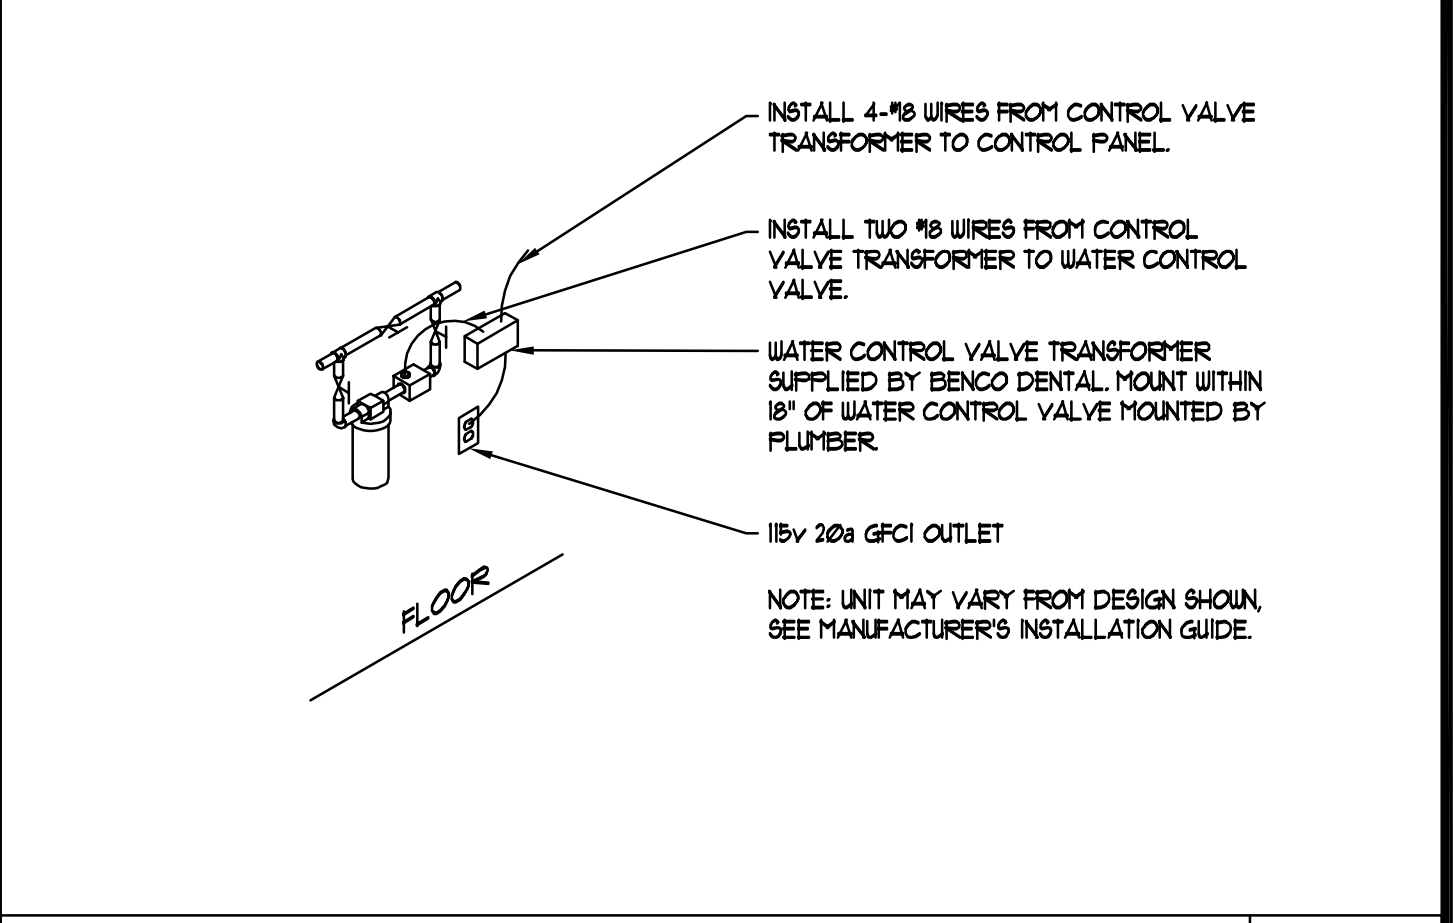 INSTALL 4-#18 WIRES FROM CONTROL VALVE
TRANSFORMER TO CONTROL PANEL.
INSTALL TWO #18 WIRES FROM CONTROL
VALVE TRANSFORMER TO WATER CONTROL
VALVE.
WATER CONTROL VALVE TRANSFORMER
SUPPLIED BY BENCO DENTAL. MOUNT WITHIN
18" OF WATER CONTROL VALVE MOUNTED BY
PLUMBER.
115v 20a GFCI OUTLET
NOTE: UNIT MAY VARY FROM DESIGN SHOWN,
SEE MANUFACTURER'S INSTALLATION GUIDE.
FLOOR